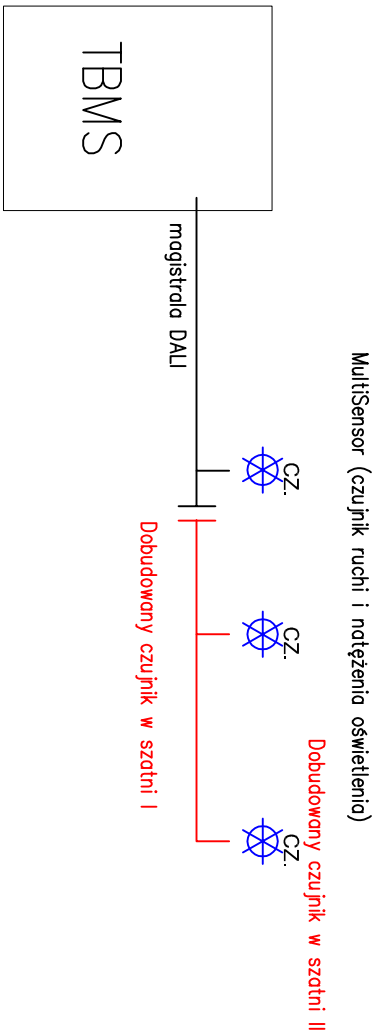 MultiSensor (czujnik ruchi i natężenia oświetlenia)
Dobudowany czujnik w szatni II
CZ.
CZ.
CZ.
magistrala DALI
Dobudowany czujnik w szatni I
TBMS